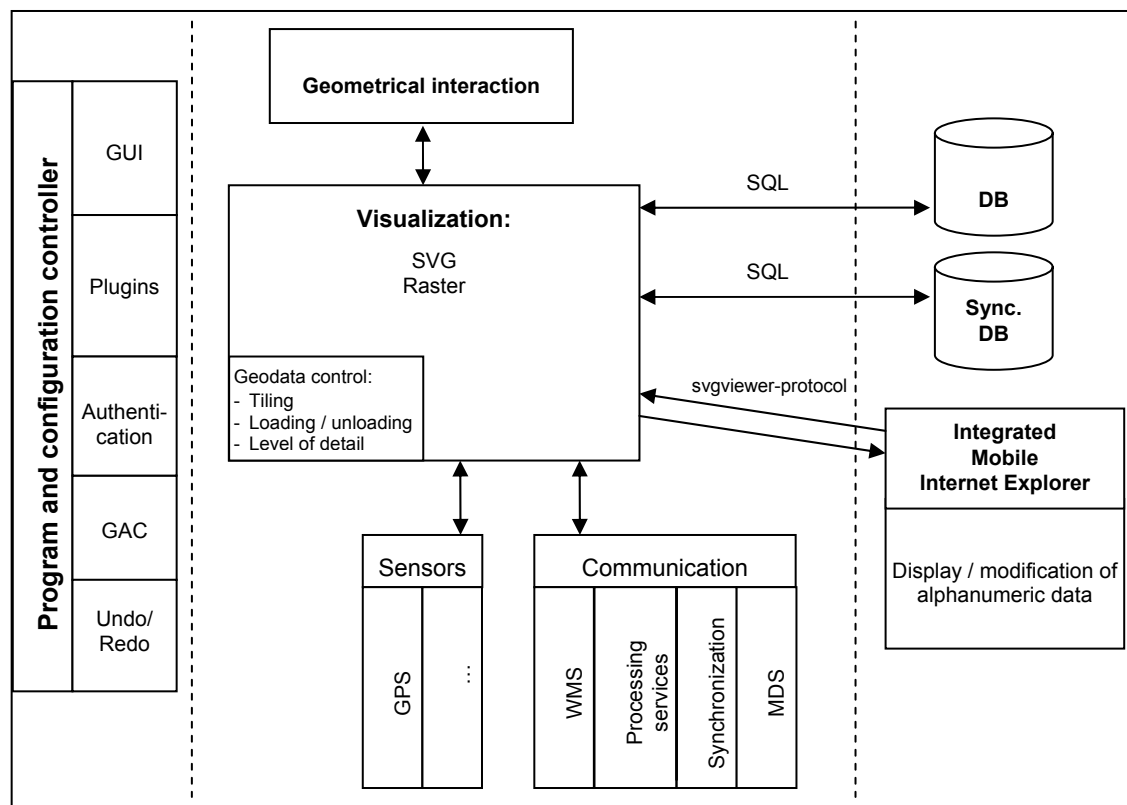 Program and configuration controller
GUI
Plugins
Authenti-
cation
GAC
Undo/
Redo
Geometrical interaction
Visualization:
SVG
Raster
Geodata control:
- Tiling
- Loading / unloading
- Level of detail
Sensors
GPS
...
Communication
WMS
Processing
services
Synchronization
MDS
SQL
SQL
svgviewer-protocol
DB
Sync.
DB
Integrated
Mobile
Internet Explorer
Display / modification of
alphanumeric data